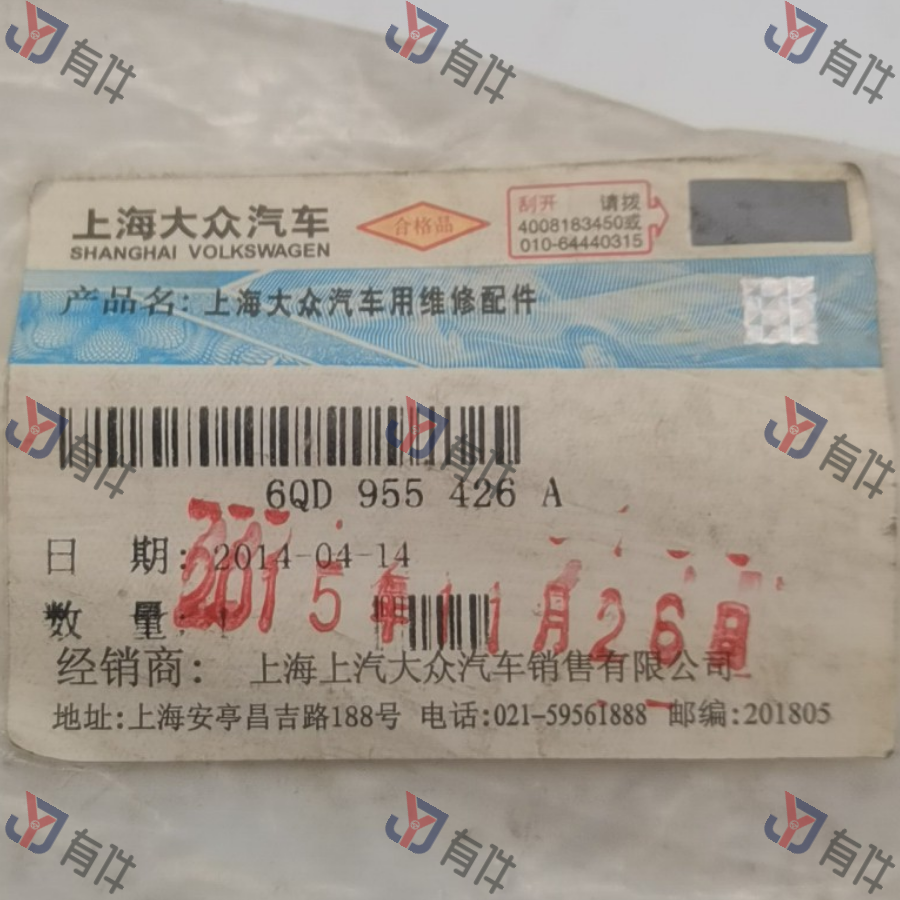 有件 有件 有件
上海大众汽车
SHANGHAI VOLKSWAGEN
合格品
刮开 请拨
4008183450或
010-64440315
产品名: 上海大众汽车用维修配件
6QD 955 426 A
日 期: 2014-04-14
2015年11月26日
数 量: 1
经销商: 上海上汽大众汽车销售有限公司
地址:上海安亭昌吉路188号 电话:021-59561888 邮编:201805
有件 有件 有件
有件 有件 有件